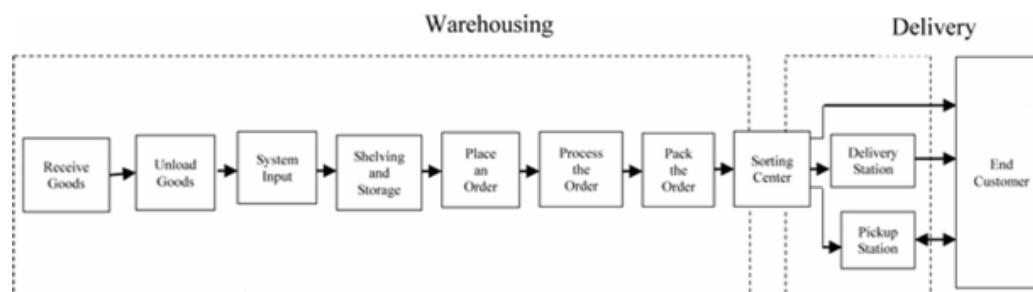 Warehousing
Delivery
Receive
Goods
Unload
Goods
System
Input
Shelving
and
Storage
Place
an
Order
Process
the
Order
Pack
the
Order
Sorting
Center
Delivery
Station
Pickup
Station
End
Customer